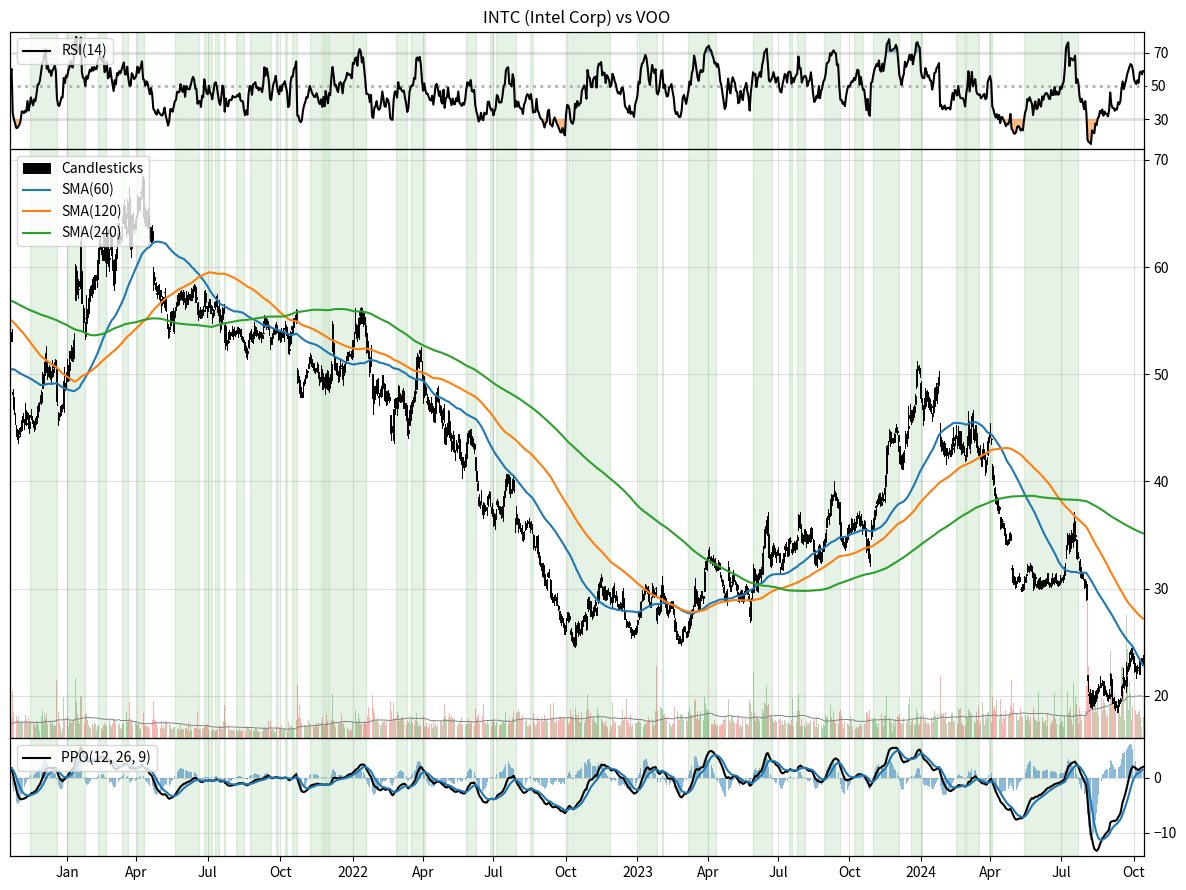 INTC (Intel Corp) vs VOO
RSI(14)
70
50
30
Candlesticks
SMA(60)
SMA(120)
SMA(240)
70
60
50
40
30
20
PPO(12, 26, 9)
0
−10
Jan Apr Jul Oct 2022 Apr Jul Oct 2023 Apr Jul Oct 2024 Apr Jul Oct